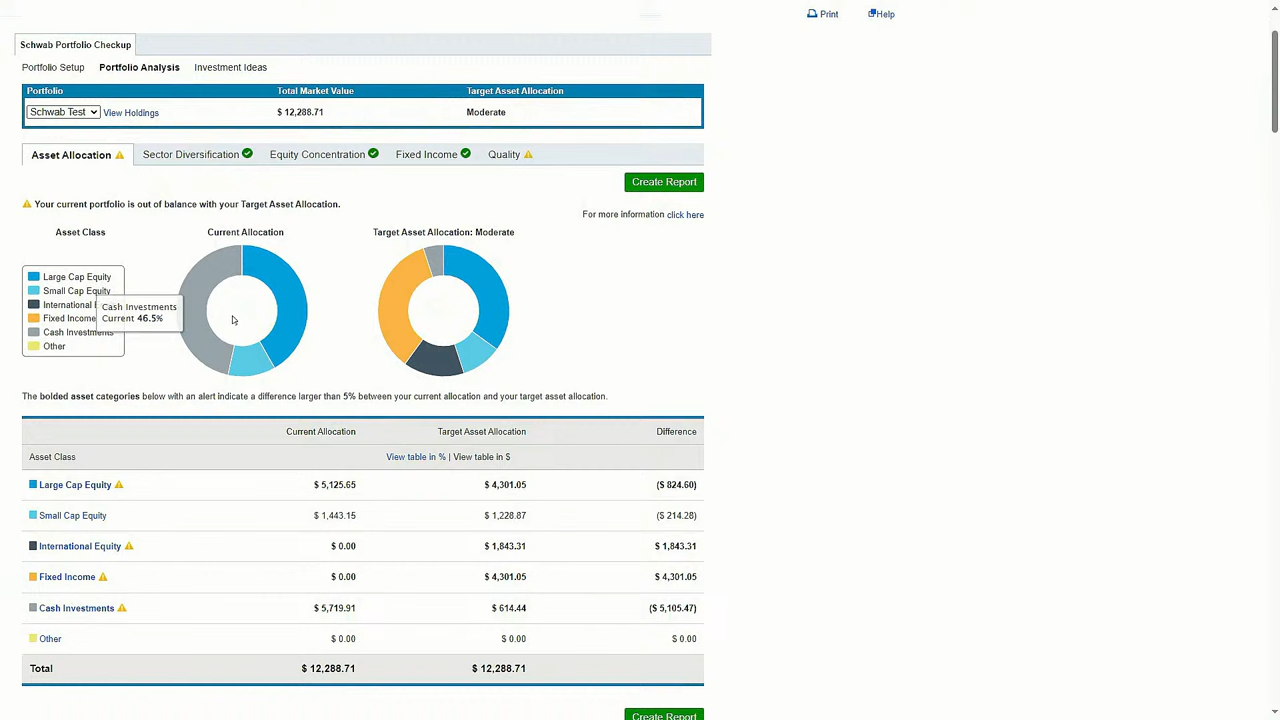 Print Help
Schwab Portfolio Checkup
Portfolio Setup Portfolio Analysis Investment Ideas
Portfolio Total Market Value Target Asset Allocation
Schwab Test View Holdings $ 12,288.71 Moderate
Asset Allocation Sector Diversification Equity Concentration Fixed Income Quality
Create Report
Your current portfolio is out of balance with your Target Asset Allocation.
For more information click here
Asset Class Current Allocation Target Asset Allocation: Moderate
Large Cap Equity
Small Cap Equity
International
Fixed Income
Cash Investments
Other
Cash Investments
Current 46.5%
The bolded asset categories below with an alert indicate a difference larger than 5% between your current allocation and your target asset allocation.
Current Allocation Target Asset Allocation Difference
Asset Class View table in % | View table in $
Large Cap Equity $ 5,125.65 $ 4,301.05 ($ 824.60)
Small Cap Equity $ 1,443.15 $ 1,228.87 ($ 214.28)
International Equity $ 0.00 $ 1,843.31 $ 1,843.31
Fixed Income $ 0.00 $ 4,301.05 $ 4,301.05
Cash Investments $ 5,719.91 $ 614.44 ($ 5,105.47)
Other $ 0.00 $ 0.00 $ 0.00
Total $ 12,288.71 $ 12,288.71
Create Report